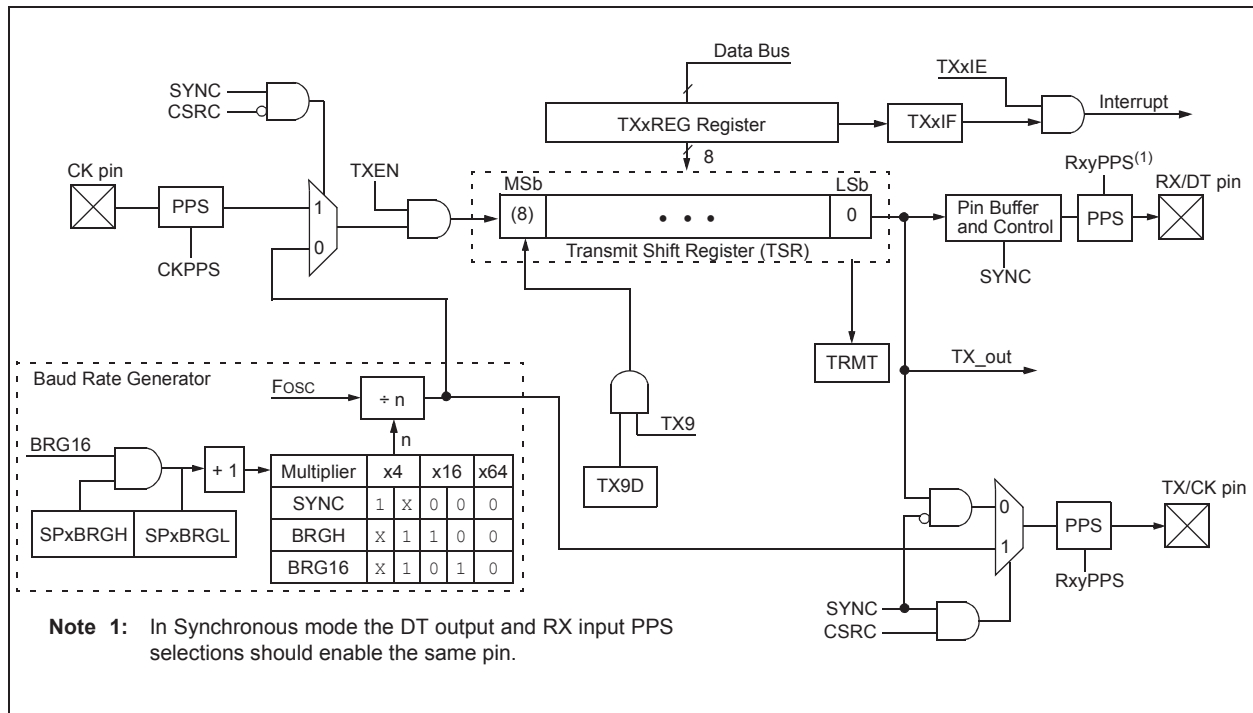 Data Bus
TXxIE
SYNC
CSRC
Interrupt
TXxREG Register
TXxIF
8
CK pin
TXEN
MSb
LSb
RxyPPS(1)
RX/DT pin
PPS
1
0
(8)
• • •
0
Pin Buffer
and Control
PPS
CKPPS
Transmit Shift Register (TSR)
SYNC
TRMT
TX_out
Baud Rate Generator
FOSC
÷ n
n
TX9
BRG16
+ 1
Multiplier x4 x16 x64
SYNC 1 X 0 0 0
BRGH X 1 1 0 0
BRG16 X 1 0 1 0
SPxBRGH SPxBRGL
TX9D
0
1
PPS
TX/CK pin
RxyPPS
SYNC
CSRC
Note 1: In Synchronous mode the DT output and RX input PPS
selections should enable the same pin.